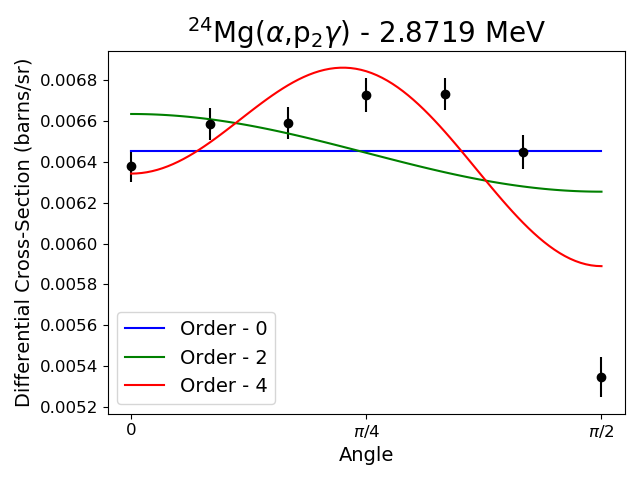 ²⁴Mg(α,p₂γ) - 2.8719 MeV
Differential Cross-Section (barns/sr)
0.0068
0.0066
0.0064
0.0062
0.0060
0.0058
0.0056
0.0054
0.0052
Order - 0
Order - 2
Order - 4
0
π/4
π/2
Angle